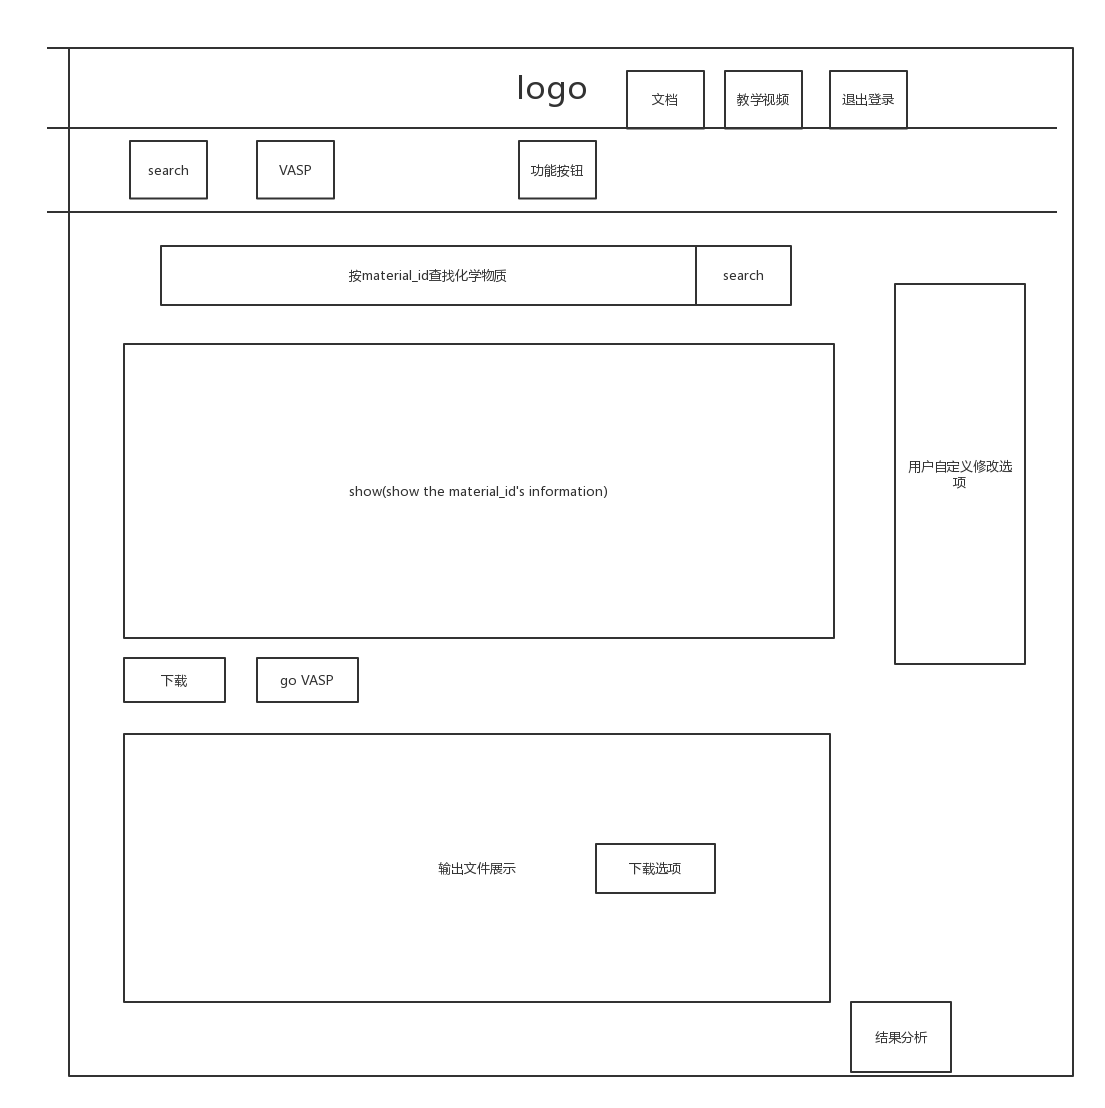 logo
文档
教学视频
退出登录
search
VASP
功能按钮
按material_id查找化学物质
search
show(show the material_id's information)
用户自定义修改选
项
下载
go VASP
输出文件展示
下载选项
结果分析